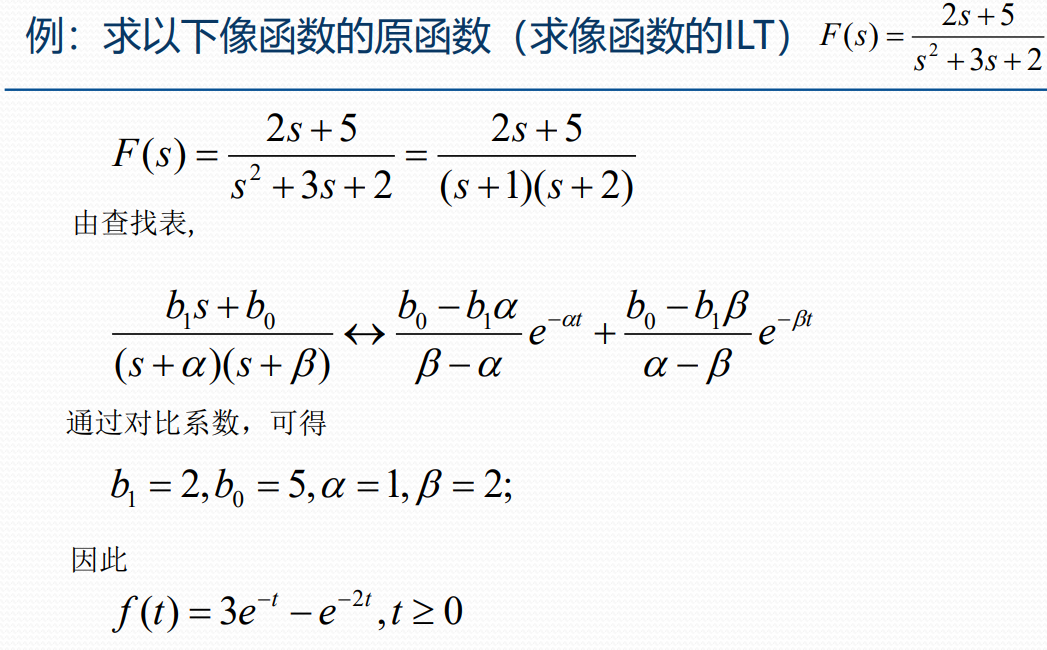 例：求以下像函数的原函数（求像函数的ILT） F(s) = \frac{2s+5}{s^2+3s+2}
F(s) = \frac{2s+5}{s^2+3s+2} = \frac{2s+5}{(s+1)(s+2)}
由查找表,
\frac{b_1 s+b_0}{(s+\alpha)(s+\beta)} \leftrightarrow \frac{b_0-b_1\alpha}{\beta-\alpha} e^{-\alpha t} + \frac{b_0-b_1\beta}{\alpha-\beta} e^{-\beta t}
通过对比系数，可得
b_1 = 2, b_0 = 5, \alpha = 1, \beta = 2;
因此
f(t) = 3e^{-t} - e^{-2t}, t \geq 0